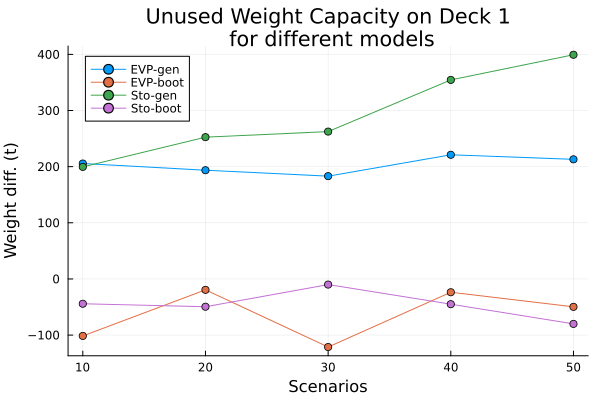 Unused Weight Capacity on Deck 1
for different models
400
300
200
100
0
−100
Weight diff. (t)
EVP-gen
EVP-boot
Sto-gen
Sto-boot
10 20 30 40 50
Scenarios